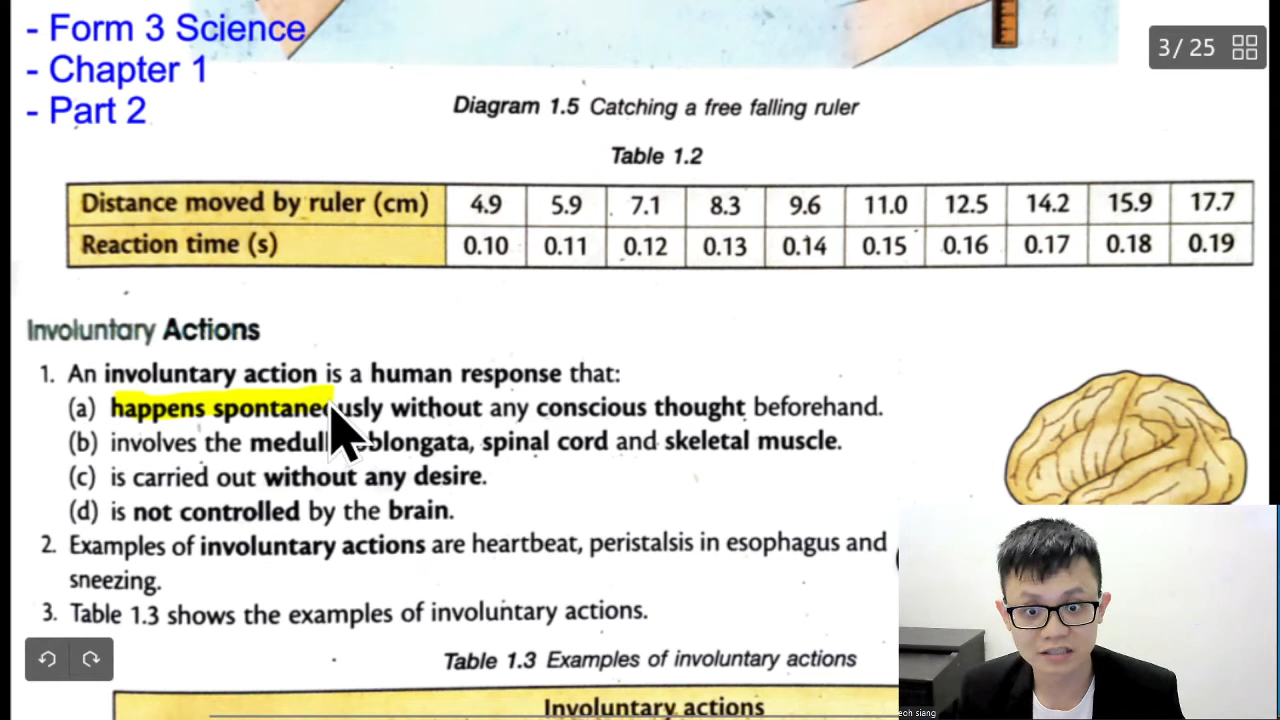 - Form 3 Science
- Chapter 1
- Part 2
3/ 25
Diagram 1.5 Catching a free falling ruler
Table 1.2
Distance moved by ruler (cm) 4.9 5.9 7.1 8.3 9.6 11.0 12.5 14.2 15.9 17.7
Reaction time (s) 0.10 0.11 0.12 0.13 0.14 0.15 0.16 0.17 0.18 0.19
Involuntary Actions
1. An involuntary action is a human response that:
(a) happens spontaneously without any conscious thought beforehand.
(b) involves the medulla oblongata, spinal cord and skeletal muscle.
(c) is carried out without any desire.
(d) is not controlled by the brain.
2. Examples of involuntary actions are heartbeat, peristalsis in esophagus and
sneezing.
3. Table 1.3 shows the examples of involuntary actions.
Table 1.3 Examples of involuntary actions
Involuntary actions
eoh siang